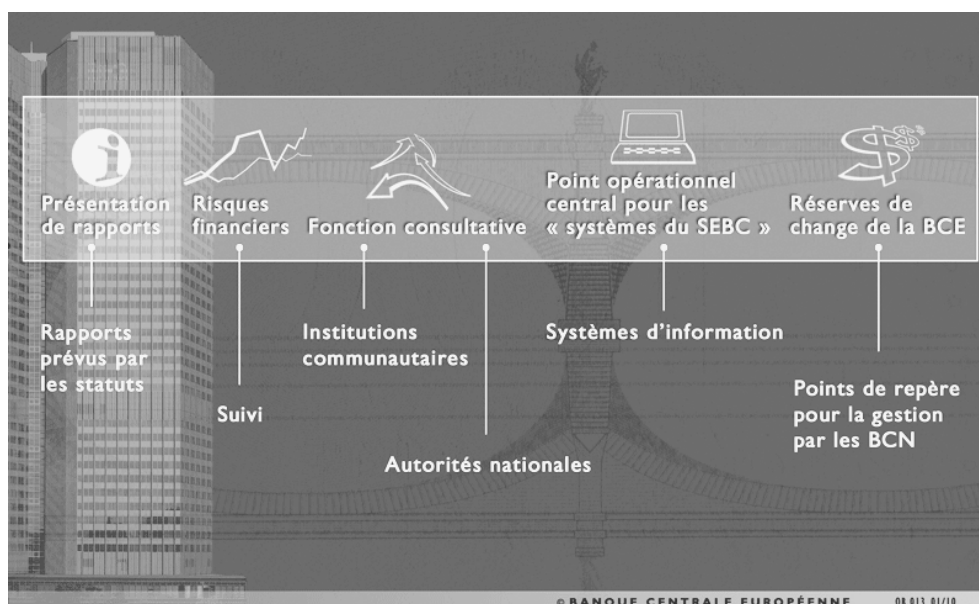 Présentation
de rapports
Risques
financiers
Fonction consultative
Point opérationnel
central pour les
« systèmes du SEBC »
Réserves de
change de la BCE
Rapports
prévus par
les statuts
Suivi
Institutions
communautaires
Autorités nationales
Systèmes d’information
Points de repère
pour la gestion
par les BCN
© BANQUE CENTRALE EUROPÉENNE